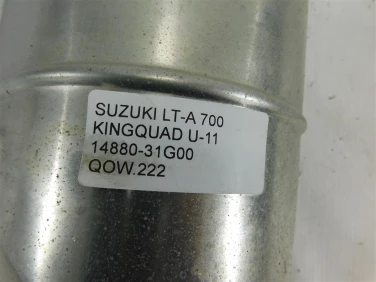 SUZUKI LT-A 700
KINGQUAD U-11
14880-31G00
QOW.222